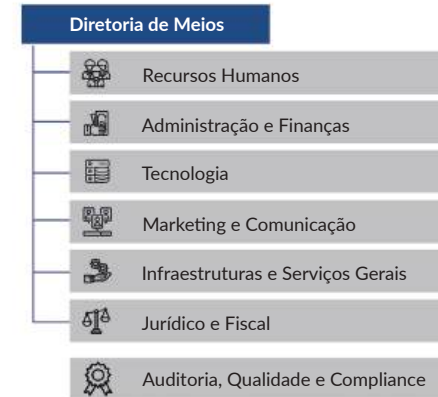 Diretoria de Meios
Recursos Humanos
Administração e Finanças
Tecnologia
Marketing e Comunicação
Infraestruturas e Serviços Gerais
Jurídico e Fiscal
Auditoria, Qualidade e Compliance